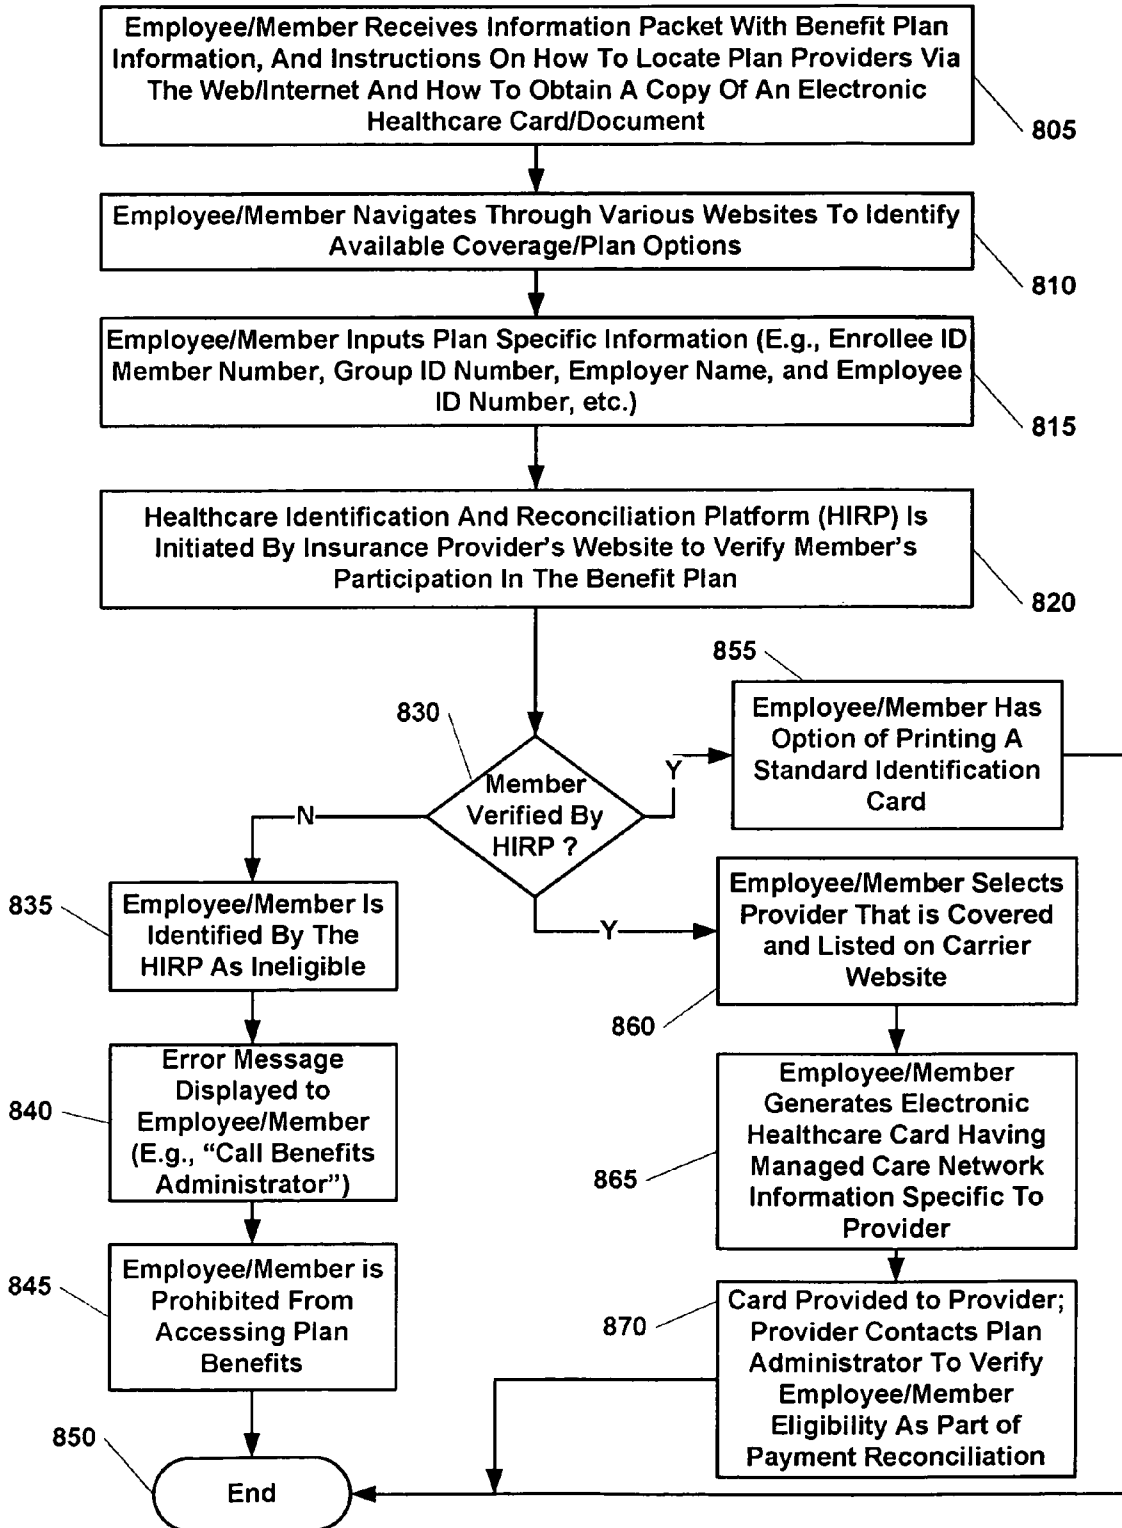 Employee/Member Receives Information Packet With Benefit Plan
Information, And Instructions On How To Locate Plan Providers Via
The Web/Internet And How To Obtain A Copy Of An Electronic
Healthcare Card/Document
805
Employee/Member Navigates Through Various Websites To Identify
Available Coverage/Plan Options
810
Employee/Member Inputs Plan Specific Information (E.g., Enrollee ID
Member Number, Group ID Number, Employer Name, and Employee
ID Number, etc.)
815
Healthcare Identification And Reconciliation Platform (HIRP) Is
Initiated By Insurance Provider's Website to Verify Member's
Participation In The Benefit Plan
820
830
Member
Verified By
HIRP ?
N
Y
Y
855
Employee/Member Has
Option of Printing A
Standard Identification
Card
835
Employee/Member Is
Identified By The
HIRP As Ineligible
840
Error Message
Displayed to
Employee/Member
(E.g., “Call Benefits
Administrator”)
845
Employee/Member is
Prohibited From
Accessing Plan
Benefits
860
Employee/Member Selects
Provider That is Covered
and Listed on Carrier
Website
865
Employee/Member
Generates Electronic
Healthcare Card Having
Managed Care Network
Information Specific To
Provider
870
Card Provided to Provider;
Provider Contacts Plan
Administrator To Verify
Employee/Member
Eligibility As Part of
Payment Reconciliation
850
End